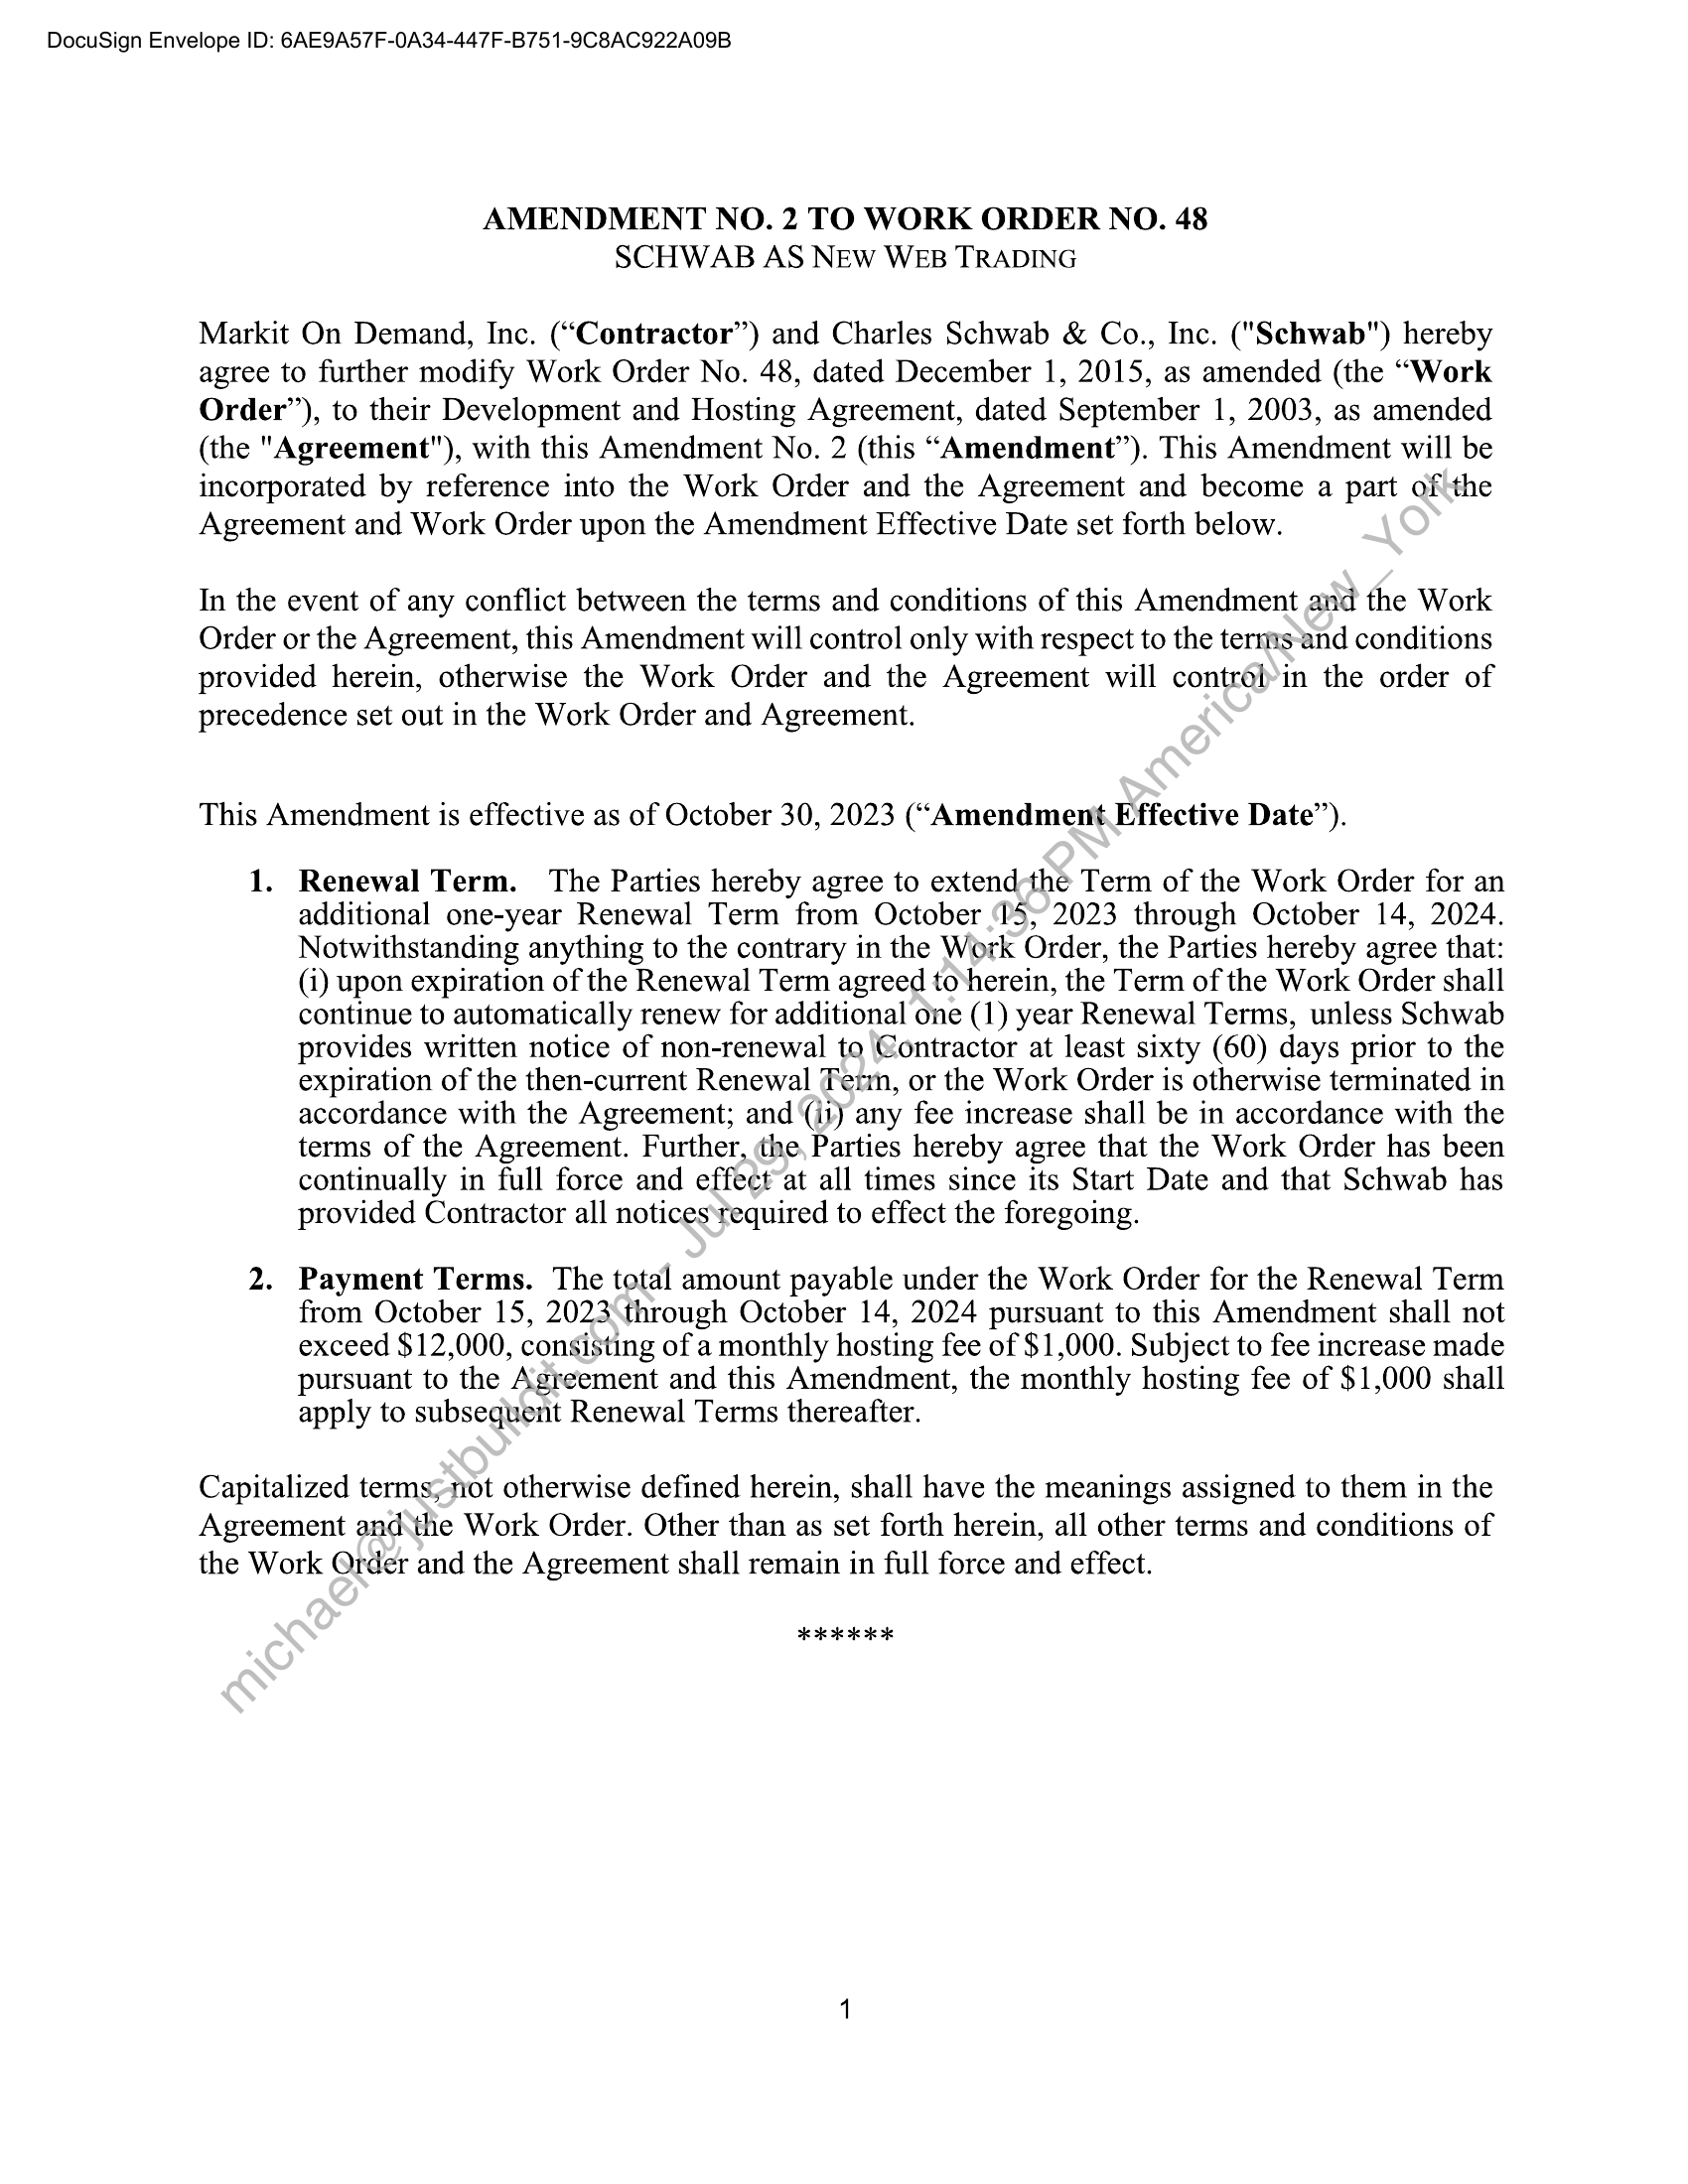 DocuSign Envelope ID: 6AE9A57F-0A34-447F-B751-9C8AC922A09B
AMENDMENT NO. 2 TO WORK ORDER NO. 48
SCHWAB AS NEW WEB TRADING
Markit On Demand, Inc. (“Contractor”) and Charles Schwab & Co., Inc. ("Schwab") hereby
agree to further modify Work Order No. 48, dated December 1, 2015, as amended (the “Work
Order”), to their Development and Hosting Agreement, dated September 1, 2003, as amended
(the "Agreement"), with this Amendment No. 2 (this “Amendment”). This Amendment will be
incorporated by reference into the Work Order and the Agreement and become a part of the
Agreement and Work Order upon the Amendment Effective Date set forth below.
In the event of any conflict between the terms and conditions of this Amendment and the Work
Order or the Agreement, this Amendment will control only with respect to the terms and conditions
provided herein, otherwise the Work Order and the Agreement will control in the order of
precedence set out in the Work Order and Agreement.
This Amendment is effective as of October 30, 2023 (“Amendment Effective Date”).
1. Renewal Term. The Parties hereby agree to extend the Term of the Work Order for an
additional one-year Renewal Term from October 15, 2023 through October 14, 2024.
Notwithstanding anything to the contrary in the Work Order, the Parties hereby agree that:
(i) upon expiration of the Renewal Term agreed to herein, the Term of the Work Order shall
continue to automatically renew for additional one (1) year Renewal Terms, unless Schwab
provides written notice of non-renewal to Contractor at least sixty (60) days prior to the
expiration of the then-current Renewal Term, or the Work Order is otherwise terminated in
accordance with the Agreement; and (ii) any fee increase shall be in accordance with the
terms of the Agreement. Further, the Parties hereby agree that the Work Order has been
continually in full force and effect at all times since its Start Date and that Schwab has
provided Contractor all notices required to effect the foregoing.
2. Payment Terms. The total amount payable under the Work Order for the Renewal Term
from October 15, 2023 through October 14, 2024 pursuant to this Amendment shall not
exceed $12,000, consisting of a monthly hosting fee of $1,000. Subject to fee increase made
pursuant to the Agreement and this Amendment, the monthly hosting fee of $1,000 shall
apply to subsequent Renewal Terms thereafter.
Capitalized terms, not otherwise defined herein, shall have the meanings assigned to them in the
Agreement and the Work Order. Other than as set forth herein, all other terms and conditions of
the Work Order and the Agreement shall remain in full force and effect.
******
michael@justbuildit.com - Jul 29, 2024, 1:14:36 PM America/New_York
1